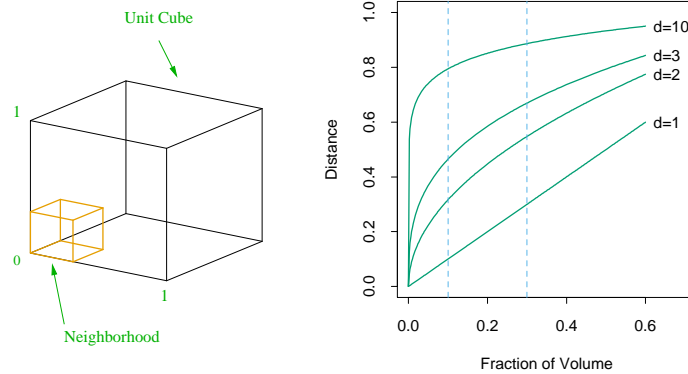 Unit Cube
1
0
1
Neighborhood
1.0
0.8
0.6
0.4
0.2
0.0
Distance
d=10
d=3
d=2
d=1
0.0 0.2 0.4 0.6
Fraction of Volume